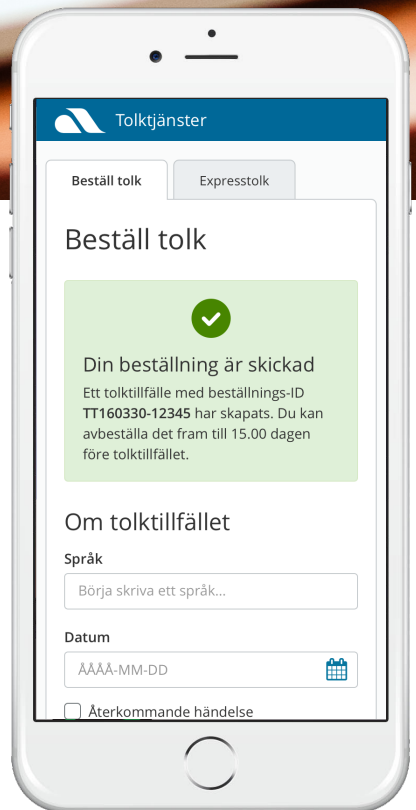 Tolktjänster
Beställ tolk
Expresstolk
Beställ tolk
Din beställning är skickad
Ett tolktillfälle med beställnings-ID
TT160330-12345 har skapats. Du kan
avbeställa det fram till 15.00 dagen
före tolktillfället.
Om tolktillfället
Språk
Börja skriva ett språk...
Datum
ÅÅÅÅ-MM-DD
Återkommande händelse